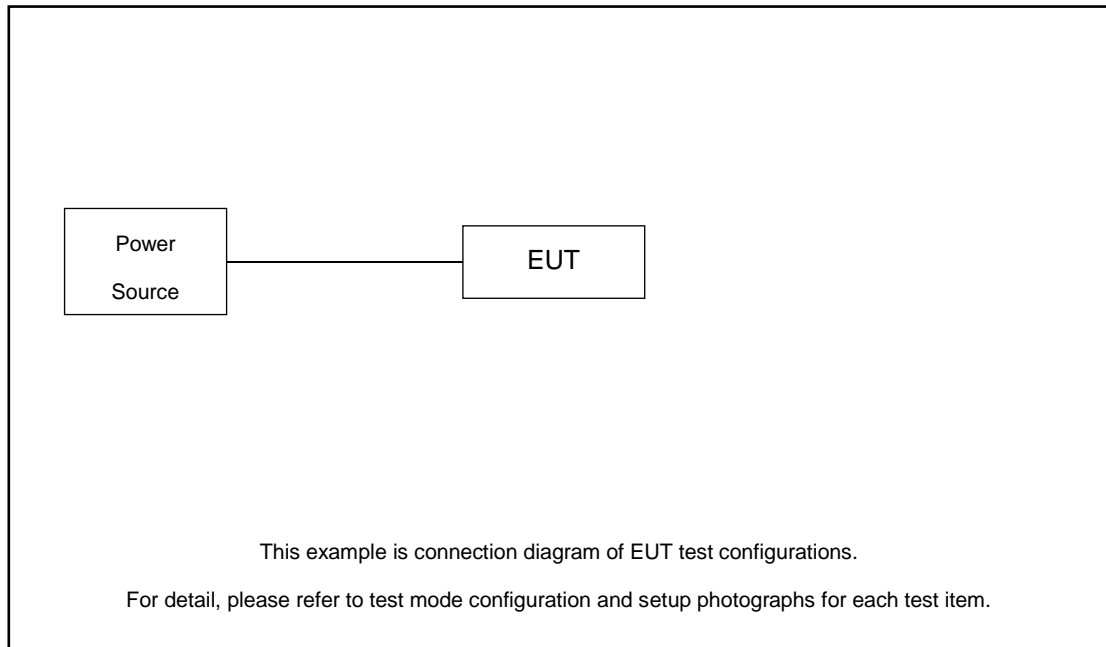 Power
Source
EUT
This example is connection diagram of EUT test configurations.
For detail, please refer to test mode configuration and setup photographs for each test item.